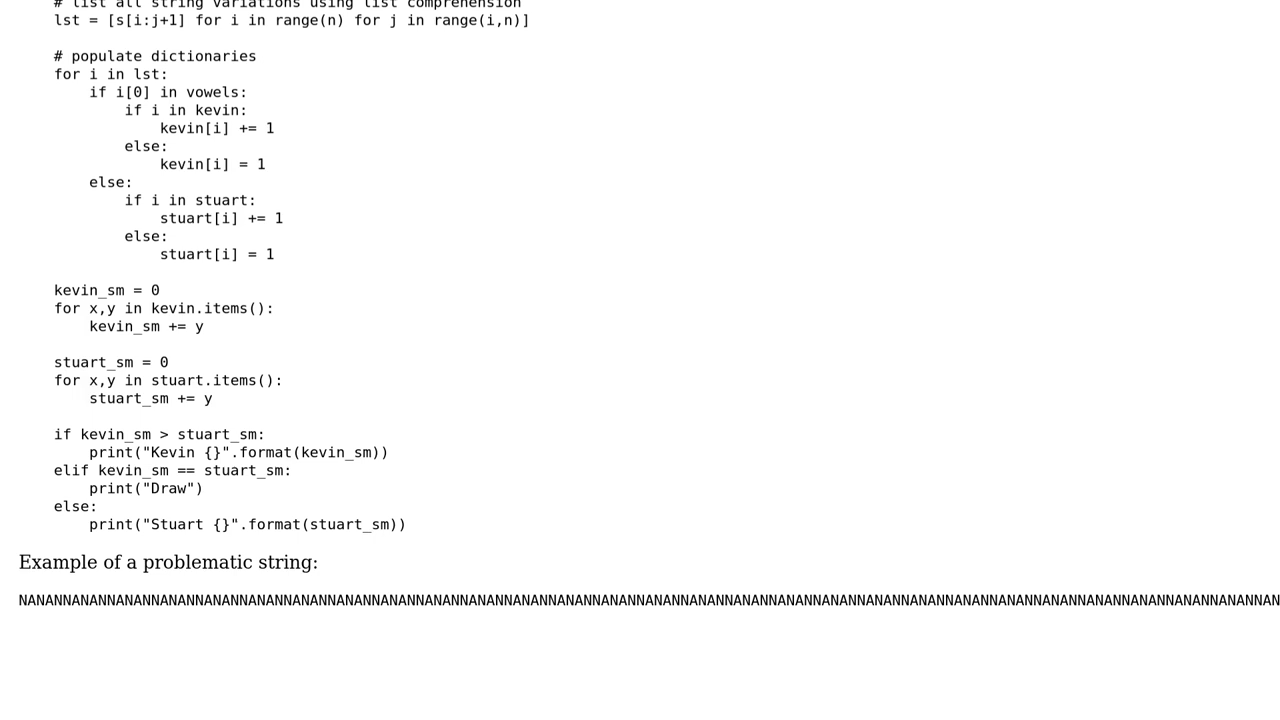 # list all string variations using list comprehension
lst = [s[i:j+1] for i in range(n) for j in range(i,n)]
# populate dictionaries
for i in lst:
if i[0] in vowels:
if i in kevin:
kevin[i] += 1
else:
kevin[i] = 1
else:
if i in stuart:
stuart[i] += 1
else:
stuart[i] = 1
kevin_sm = 0
for x,y in kevin.items():
kevin_sm += y
stuart_sm = 0
for x,y in stuart.items():
stuart_sm += y
if kevin_sm > stuart_sm:
print("Kevin {}".format(kevin_sm))
elif kevin_sm == stuart_sm:
print("Draw")
else:
print("Stuart {}".format(stuart_sm))
Example of a problematic string:
NANANNANANNANANNANANNANANNANANNANANNANANNANANNANANNANANNANANNANANNANANNANANNANANNANANNANANNANANNANANNANANNANANNANANNANANNANANNANANNANANNANANNAN